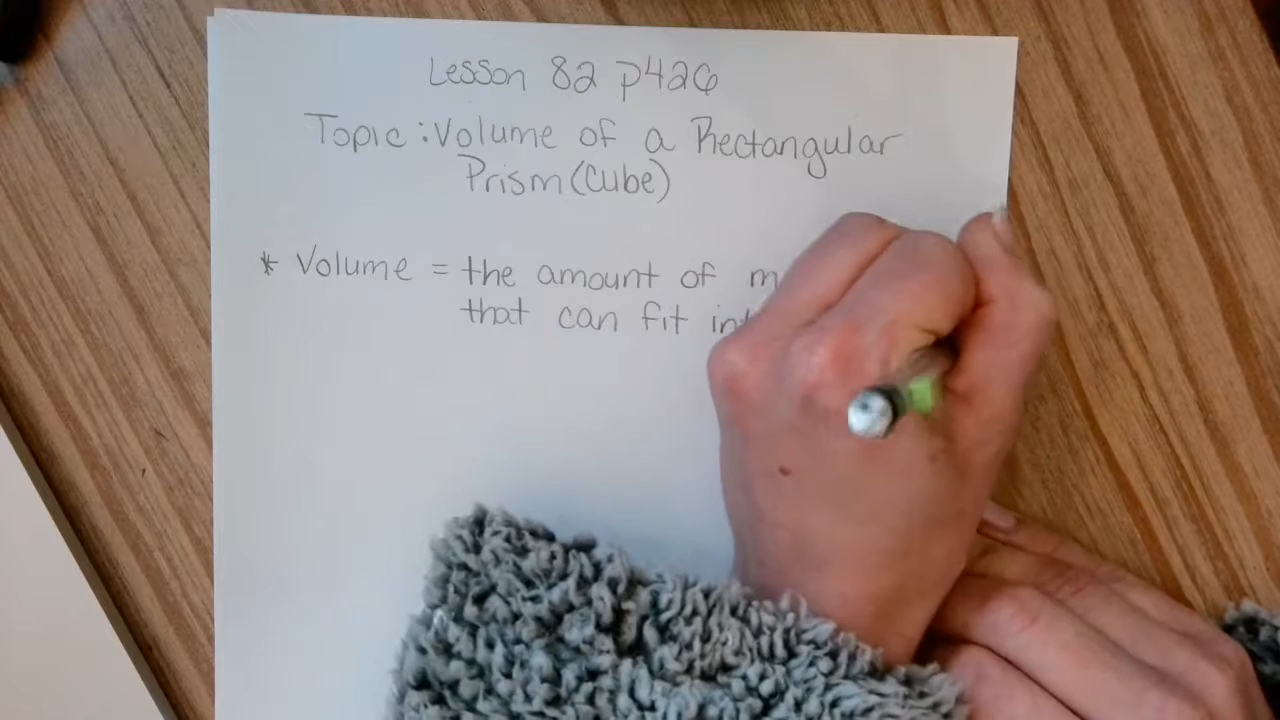 Lesson 82 p426
Topic: Volume of a Rectangular
Prism (Cube)
* Volume = the amount of
that can fit